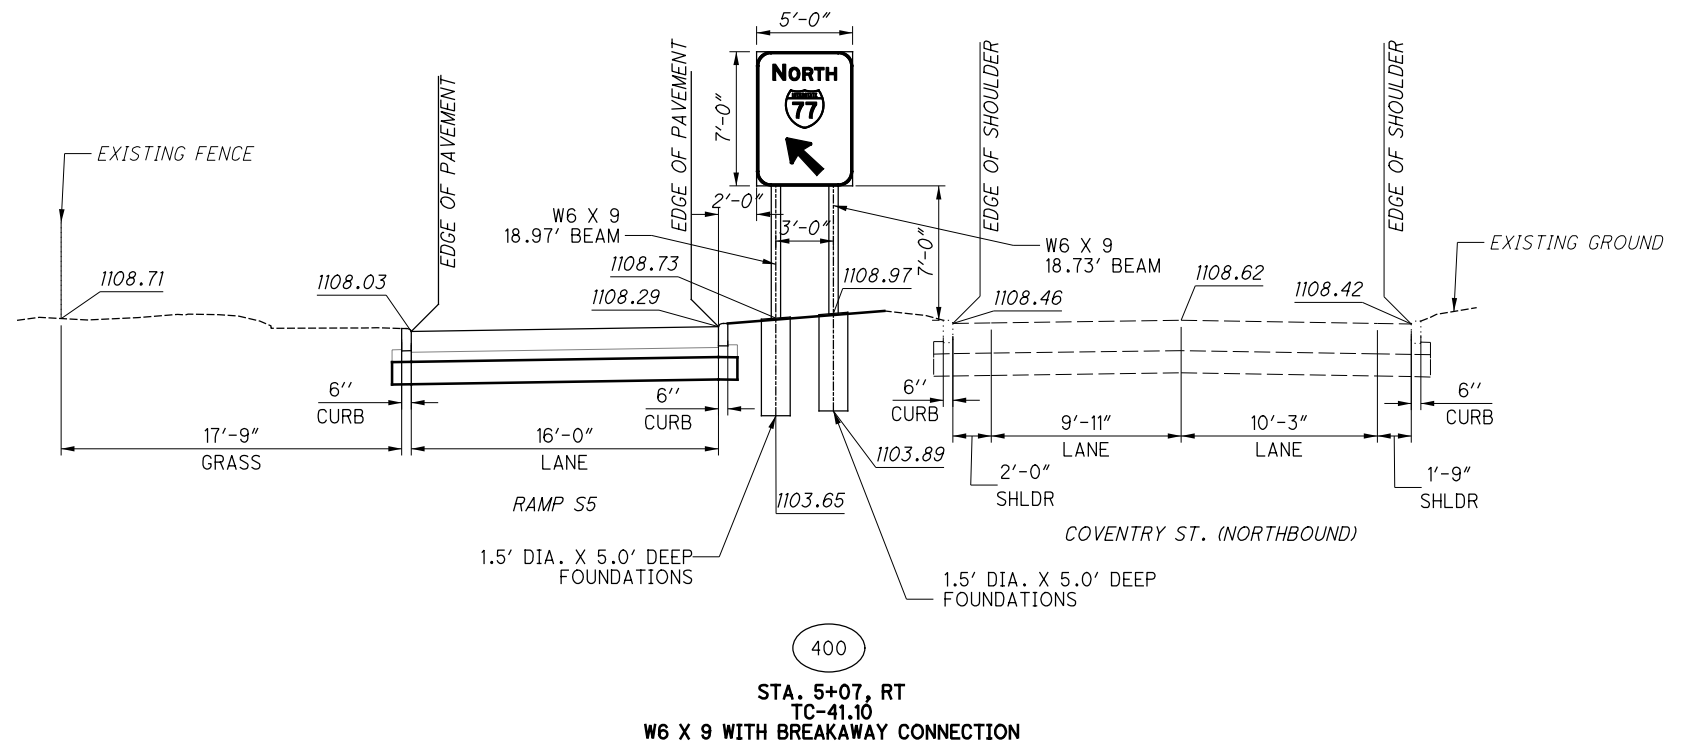 5'-0"
NORTH
INTERSTATE
77
7'-0"
EDGE OF PAVEMENT
EDGE OF PAVEMENT
EDGE OF SHOULDER
EDGE OF SHOULDER
EXISTING FENCE
2'-0"
W6 X 9
18.97' BEAM
3'-0"
7'-0"
W6 X 9
18.73' BEAM
EXISTING GROUND
1108.71
1108.03
1108.73
1108.29
1108.97
1108.46
1108.62
1108.42
6''
CURB
6''
CURB
6''
CURB
6''
CURB
17'-9"
GRASS
16'-0"
LANE
9'-11"
LANE
10'-3"
LANE
1103.89
2'-0"
SHLDR
1'-9"
SHLDR
RAMP S5
1103.65
COVENTRY ST. (NORTHBOUND)
1.5' DIA. X 5.0' DEEP
FOUNDATIONS
1.5' DIA. X 5.0' DEEP
FOUNDATIONS
400
STA. 5+07, RT
TC-41.10
W6 X 9 WITH BREAKAWAY CONNECTION